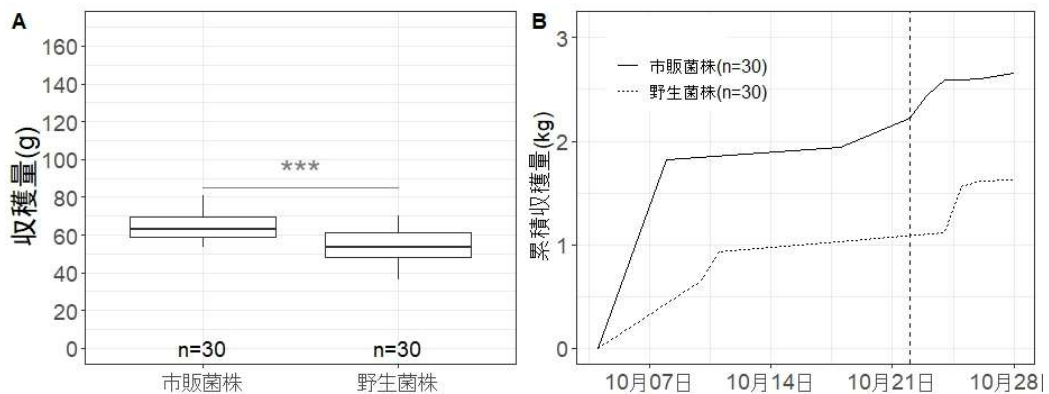 A
収穫量(g)
160
140
120
100
80
60
40
20
0
***
n=30
n=30
市販菌株
野生菌株
B
累積収穫量(kg)
3
2
1
0
市販菌株(n=30)
野生菌株(n=30)
10月07日
10月14日
10月21日
10月28日